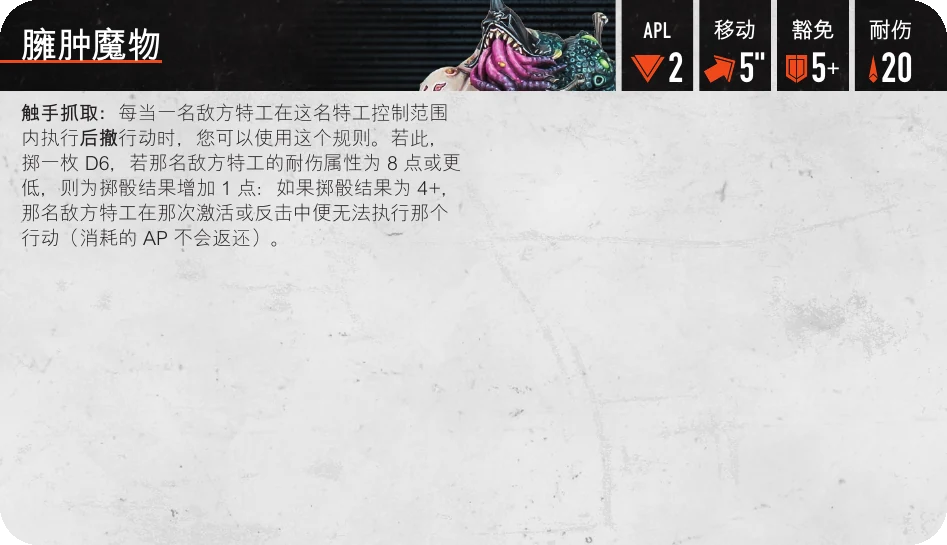 臃肿魔物
APL 移动 豁免 耐伤
2 5" 5+ 20
触手抓取：每当一名敌方特工在这名特工控制范围
内执行后撤行动时，您可以使用这个规则。若此，
掷一枚 D6，若那名敌方特工的耐伤属性为 8 点或更
低，则为掷骰结果增加 1 点：如果掷骰结果为 4+，
那名敌方特工在那次激活或反击中便无法执行那个
行动（消耗的 AP 不会返还）。